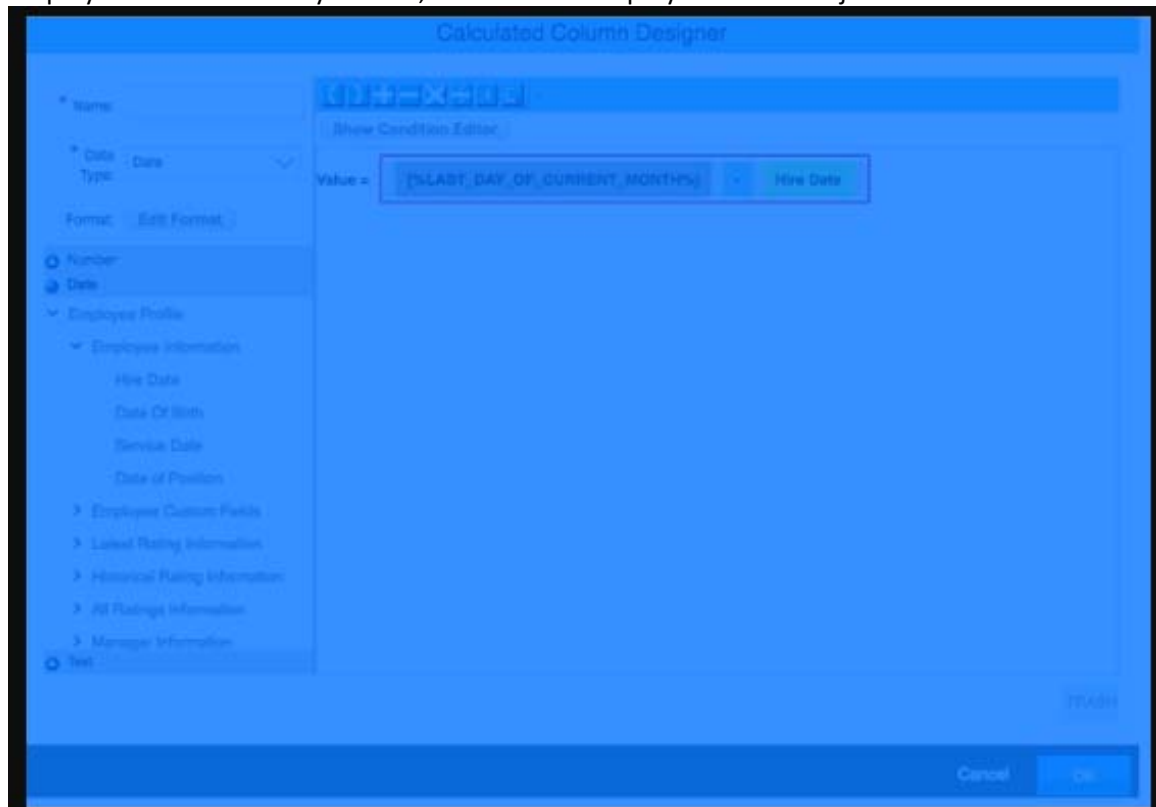 Calculated Column Designer
* Name:
Show Condition Editor
* Data Type: Date
Value = [%LAST_DAY_OF_CURRENT_MONTH%] - Hire Date
Format: Edit Format
Number
Date
Employee Profile
Employee Information
Hire Date
Date Of Birth
Service Date
Date of Position
Employee Custom Fields
Latest Rating Information
Historical Rating Information
All Ratings Information
Manager Information
Text
TRASH
Cancel OK